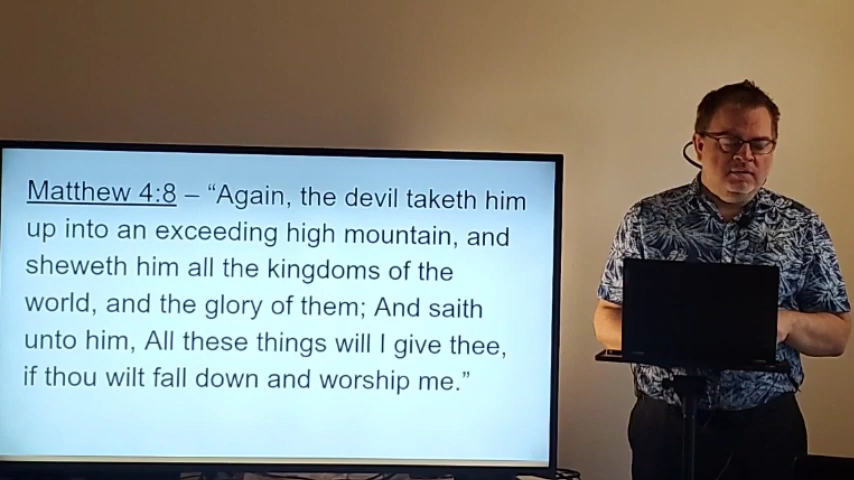 Matthew 4:8 – “Again, the devil taketh him
up into an exceeding high mountain, and
sheweth him all the kingdoms of the
world, and the glory of them; And saith
unto him, All these things will I give thee,
if thou wilt fall down and worship me.”